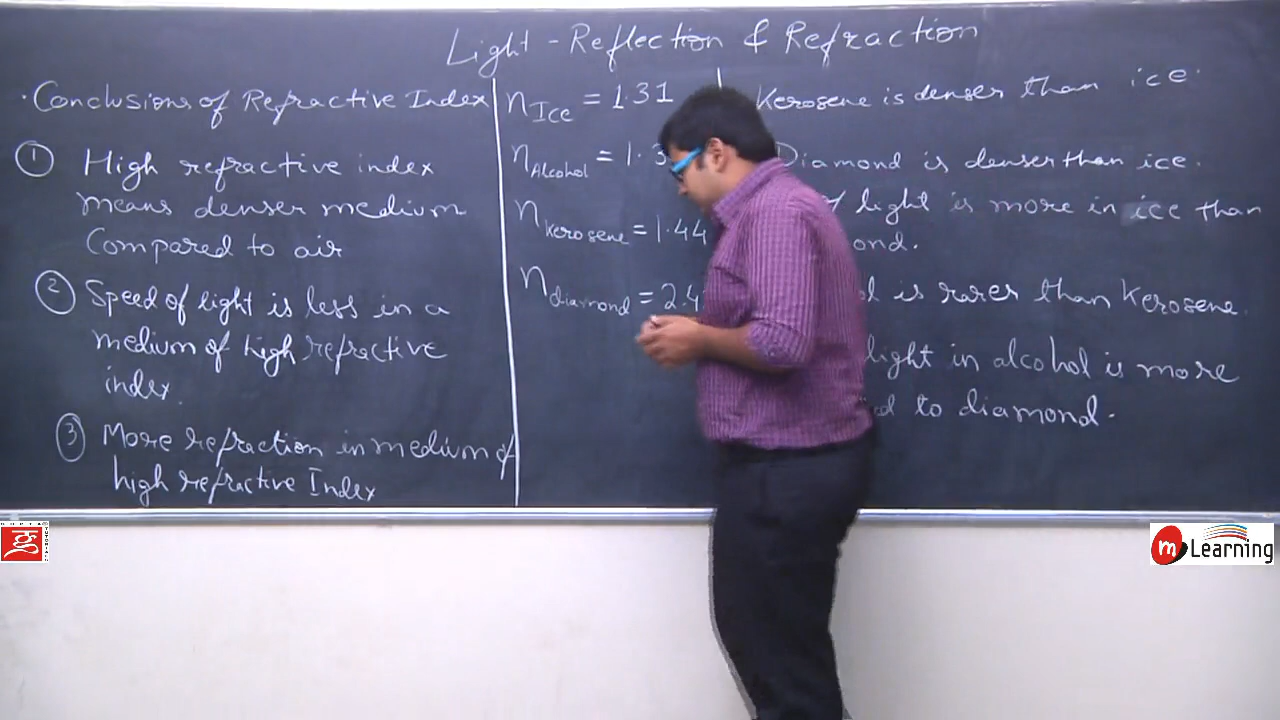 Light - Reflection & Refraction
· Conclusions of Refractive Index
① High refractive index
means denser medium
Compared to air
② Speed of light is less in a
medium of high refractive
index.
③ More refraction in medium of
high refractive Index
n Ice = 1.31
n Alcohol = 1.3
n Kerosene = 1.44
n diamond = 2.4
Kerosene is denser than ice.
Diamond is denser than ice.
light is more in ice than
ond.
is rarer than Kerosene.
light in alcohol is more
ed to diamond.
GUPTA TUTORIALS
m Learning